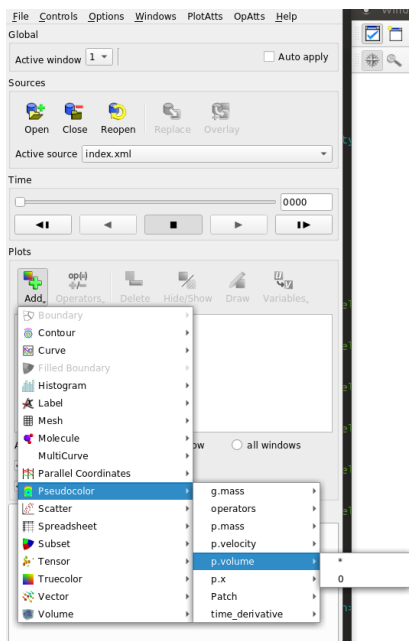 File Controls Options Windows PlotAtts OpAtts Help
Global
Active window 1 Auto apply
Sources
Open Close Reopen Replace Overlay
Active source index.xml
Time
0000
Plots
op(+)
Add Operators Delete Hide/Show Draw Variables
Boundary
Contour
Curve
Filled Boundary
Histogram
Label
Mesh
Molecule
MultiCurve all windows
Parallel Coordinates
Pseudocolor g.mass
Scatter operators
Spreadsheet p.mass
Subset p.velocity
Tensor p.volume *
Truecolor p.x 0
Vector Patch
Volume time_derivative